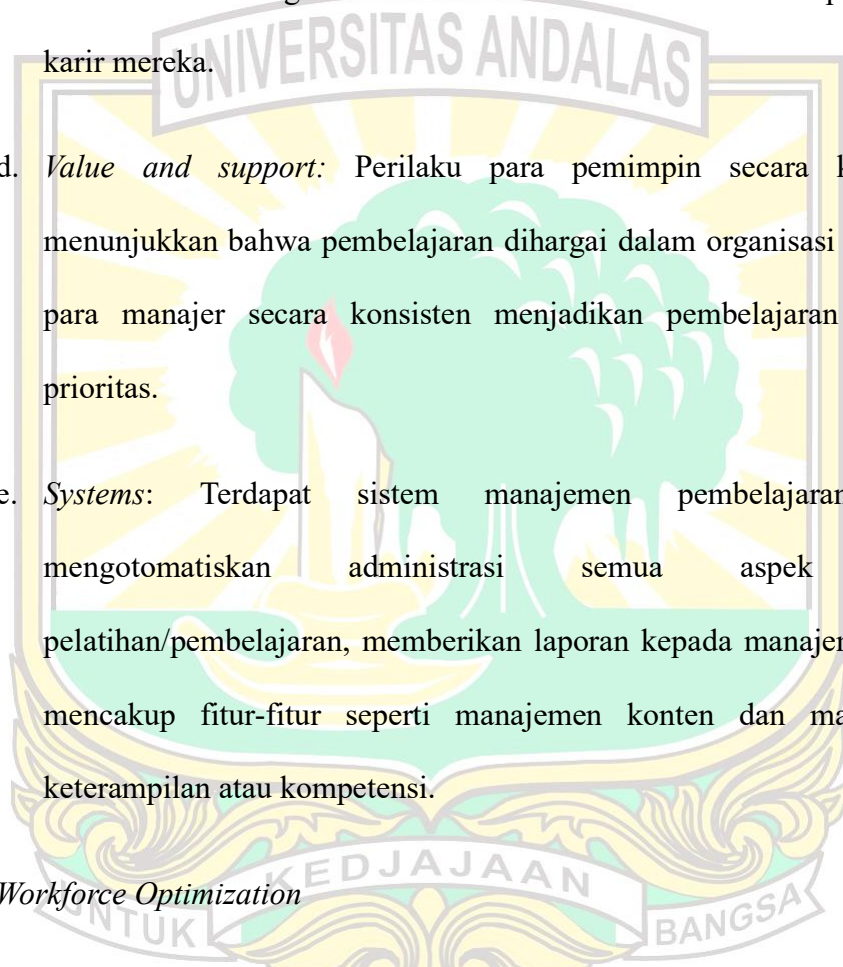 karir mereka.
UNIVERSITAS ANDALAS
d. Value and support: Perilaku para pemimpin secara
menunjukkan bahwa pembelajaran dihargai dalam organisasi
para manajer secara konsisten menjadikan pembelajaran
prioritas.
e. Systems: Terdapat sistem manajemen pembelajaran
mengotomatiskan administrasi semua aspek
pelatihan/pembelajaran, memberikan laporan kepada
mencakup fitur-fitur seperti manajemen konten dan
keterampilan atau kompetensi.
Workforce Optimization
UNTUK KEDJAJAAN BANGSA